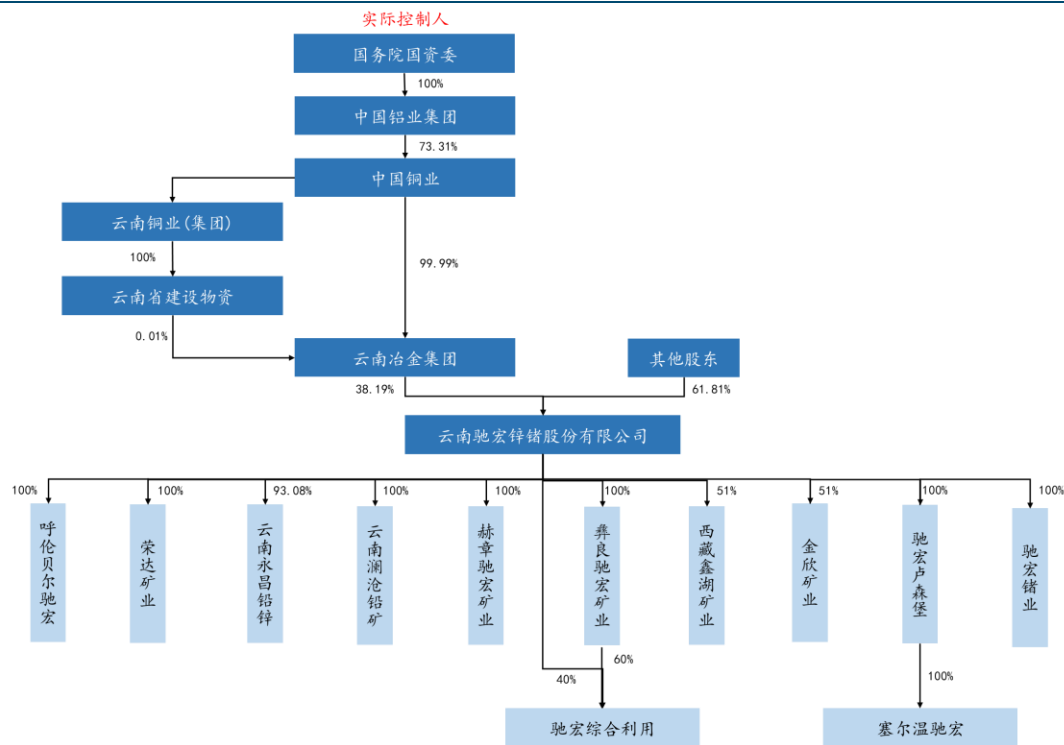 实际控制人
国务院国资委
100%
中国铝业集团
73.31%
中国铜业
云南铜业(集团)
100%
99.99%
云南省建设物资
0.01%
云南冶金集团
其他股东
38.19%
61.81%
云南驰宏锌锗股份有限公司
100%
100%
93.08%
100%
100%
100%
51%
51%
100%
100%
呼伦贝尔驰宏
荣达矿业
云南永昌铅锌
云南澜沧铅矿
赫章驰宏矿业
彝良驰宏矿业
西藏鑫湖矿业
金欣矿业
驰宏卢森堡
驰宏锗业
60%
40%
100%
驰宏综合利用
塞尔温驰宏